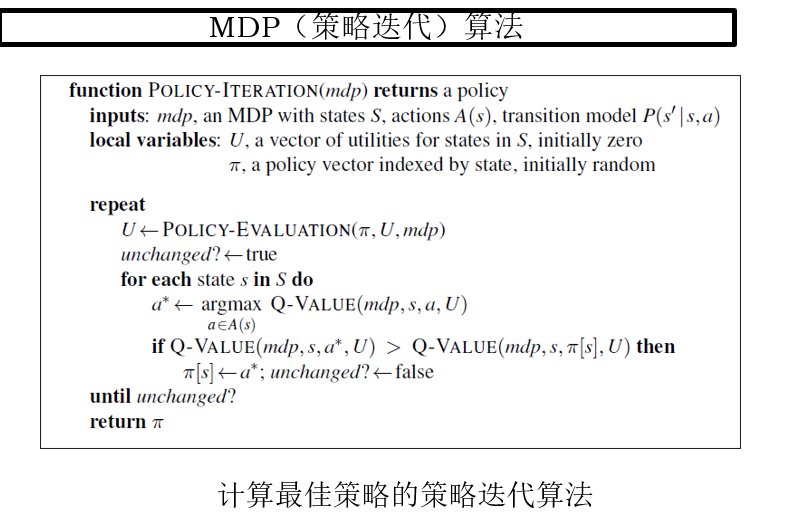 MDP（策略迭代）算法
function POLICY-ITERATION(mdp) returns a policy
inputs: mdp, an MDP with states S, actions A(s), transition model P(s′ | s, a)
local variables: U, a vector of utilities for states in S, initially zero
π, a policy vector indexed by state, initially random
repeat
U ← POLICY-EVALUATION(π, U, mdp)
unchanged? ← true
for each state s in S do
a* ← argmax Q-VALUE(mdp, s, a, U)
a∈A(s)
if Q-VALUE(mdp, s, a*, U) > Q-VALUE(mdp, s, π[s], U) then
π[s] ← a*; unchanged? ← false
until unchanged?
return π
计算最佳策略的策略迭代算法